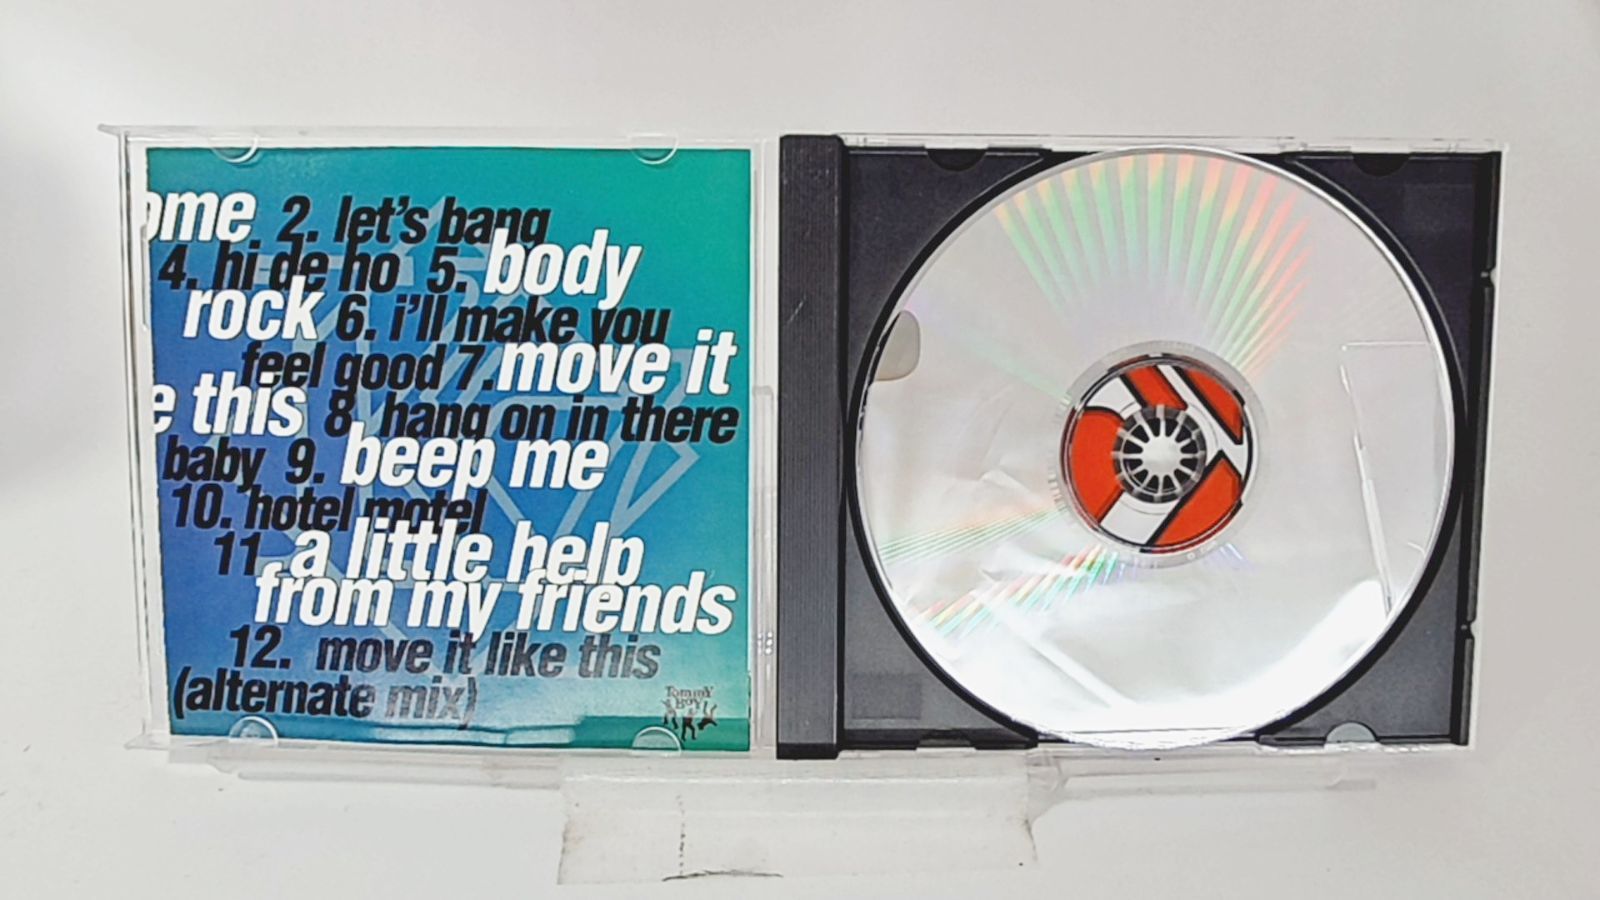 ome 2. let's bang
4. hi de ho 5. body
rock 6. i'll make you
feel good 7. move it
e this 8 hang on in there
baby 9. beep me
10. hotel motel
11 a little help
from my friends
12. move it like this
(alternate mix)
Tommy
Boy